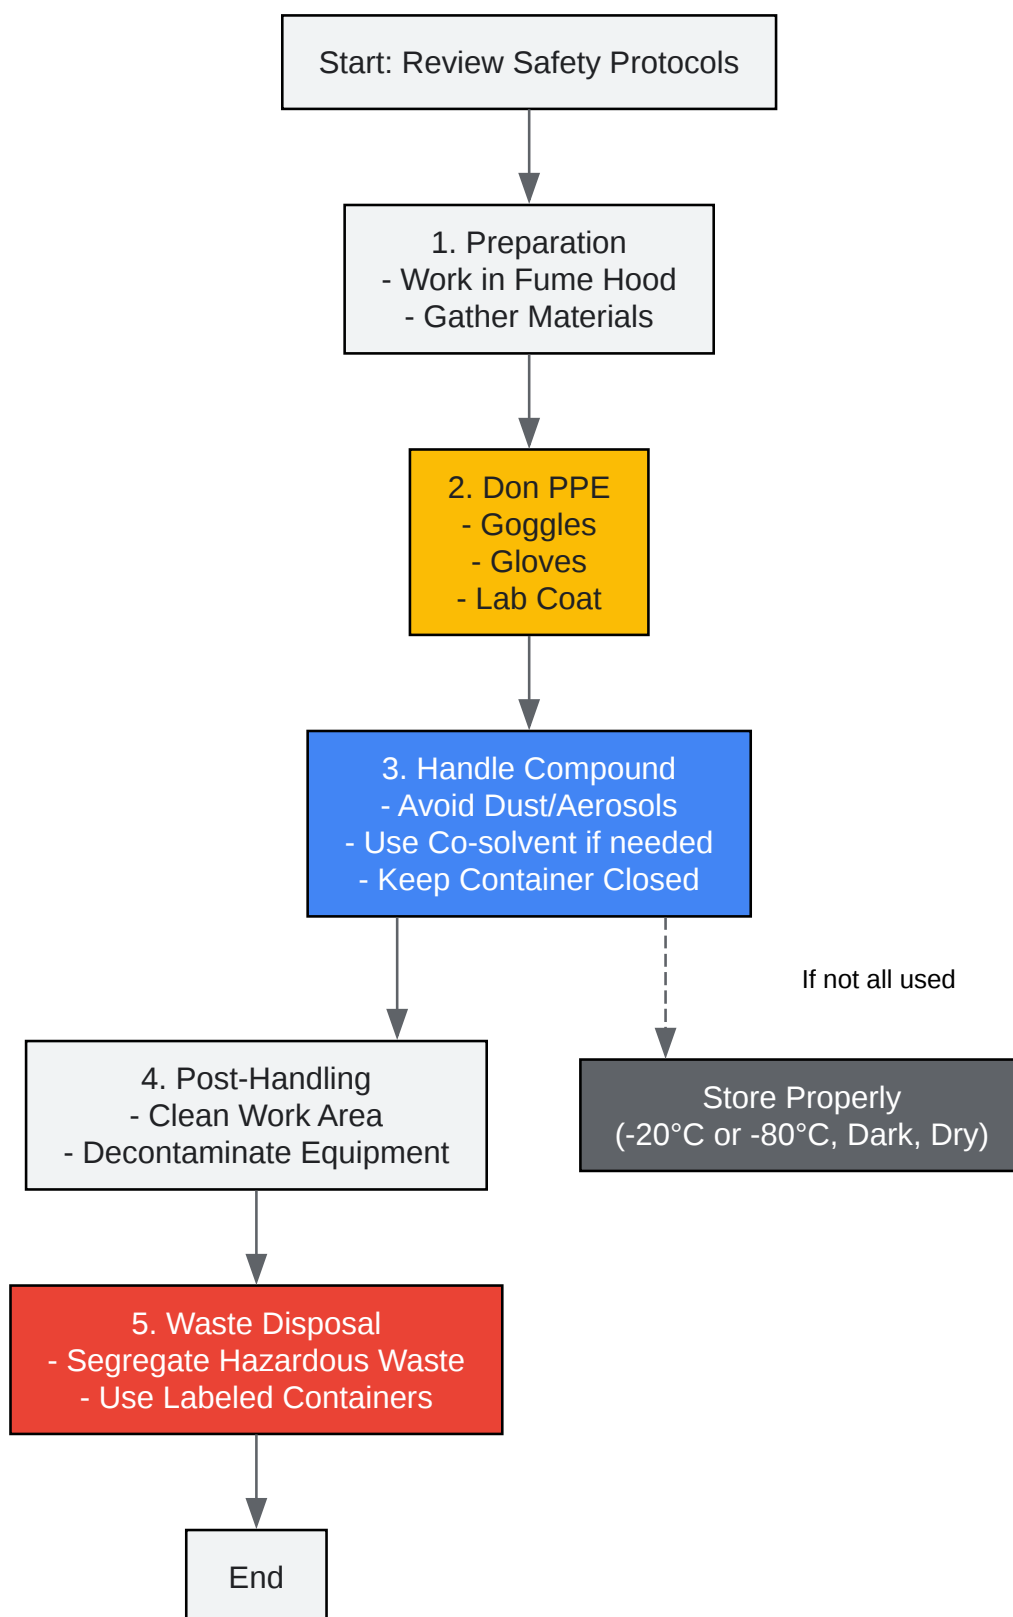 Start: Review Safety Protocols
1. Preparation
- Work in Fume Hood
- Gather Materials
2. Don PPE
- Goggles
- Gloves
- Lab Coat
3. Handle Compound
- Avoid Dust/Aerosols
- Use Co-solvent if needed
- Keep Container Closed
If not all used
4. Post-Handling
- Clean Work Area
- Decontaminate Equipment
Store Properly
(-20°C or -80°C, Dark, Dry)
5. Waste Disposal
- Segregate Hazardous Waste
- Use Labeled Containers
End